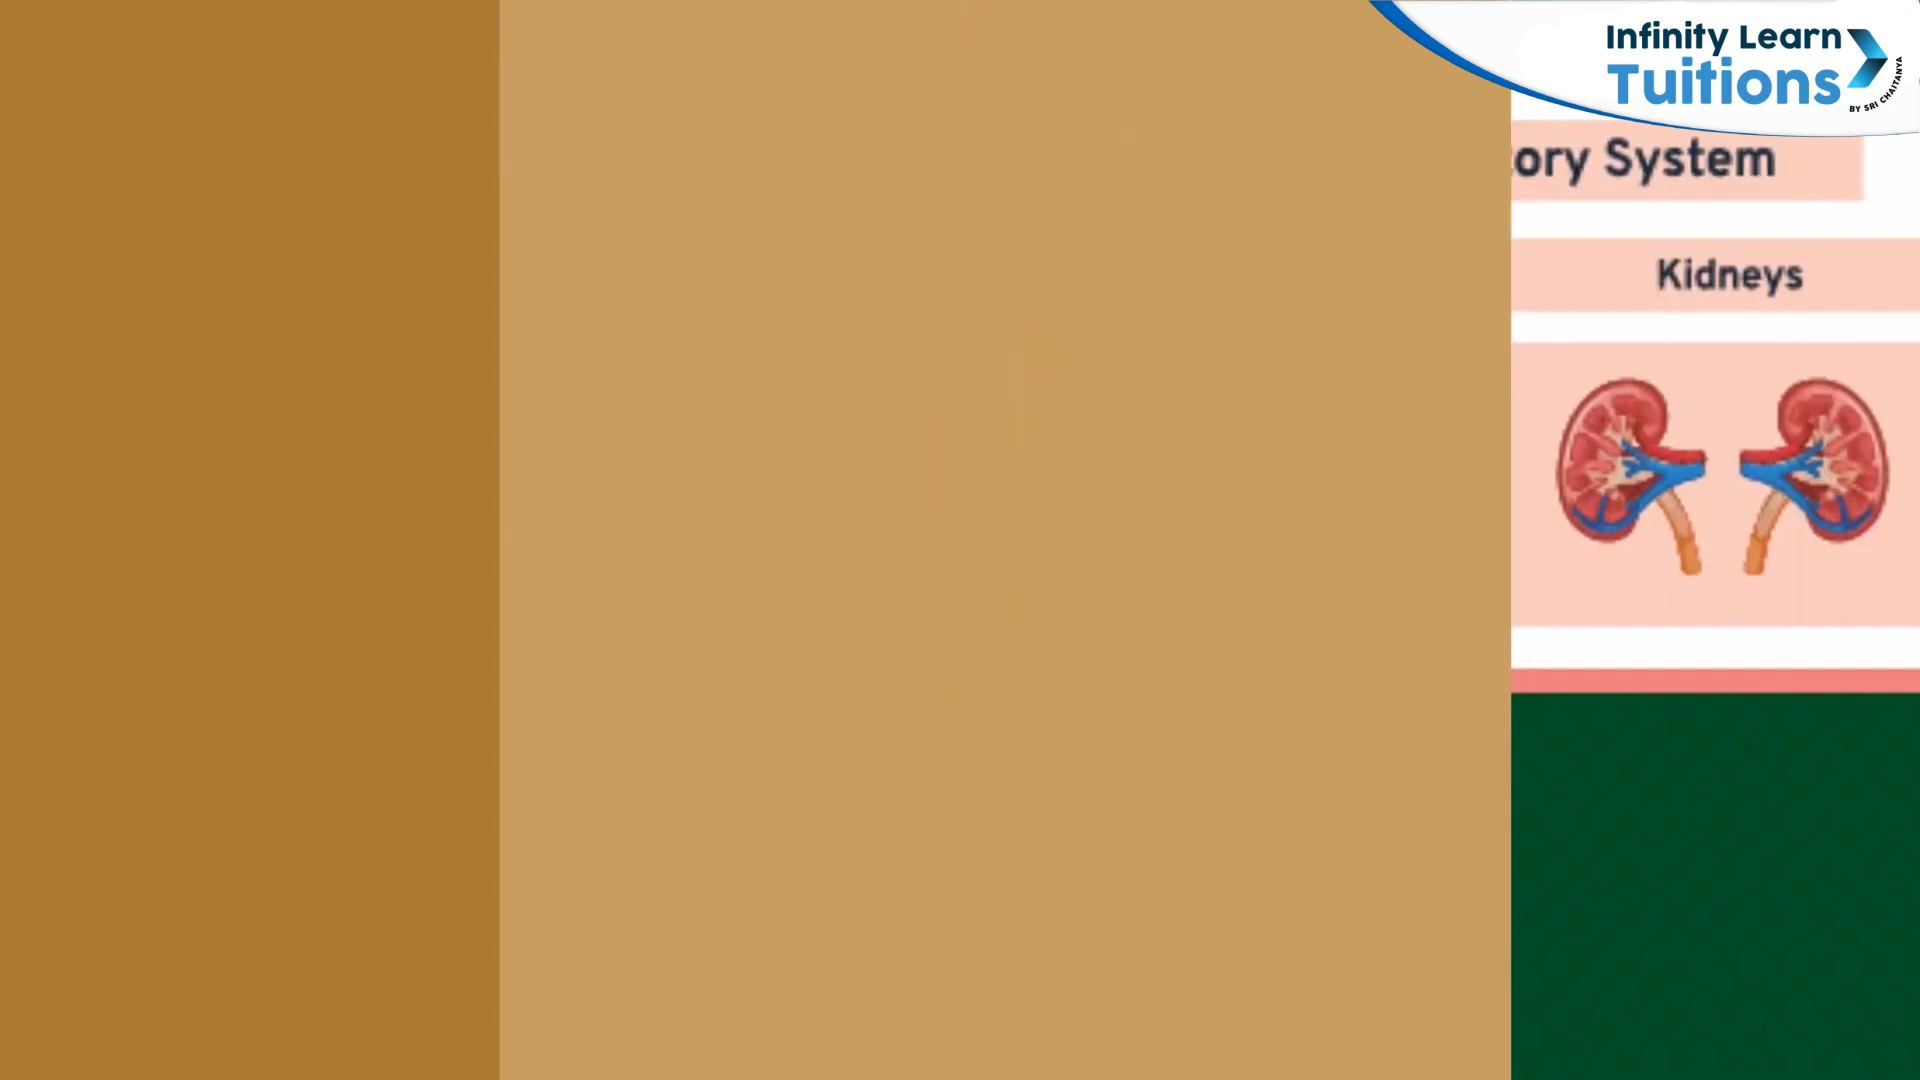 Infinity Learn
Tuitions
BY SRI CHAITANYA
ory System
Kidneys